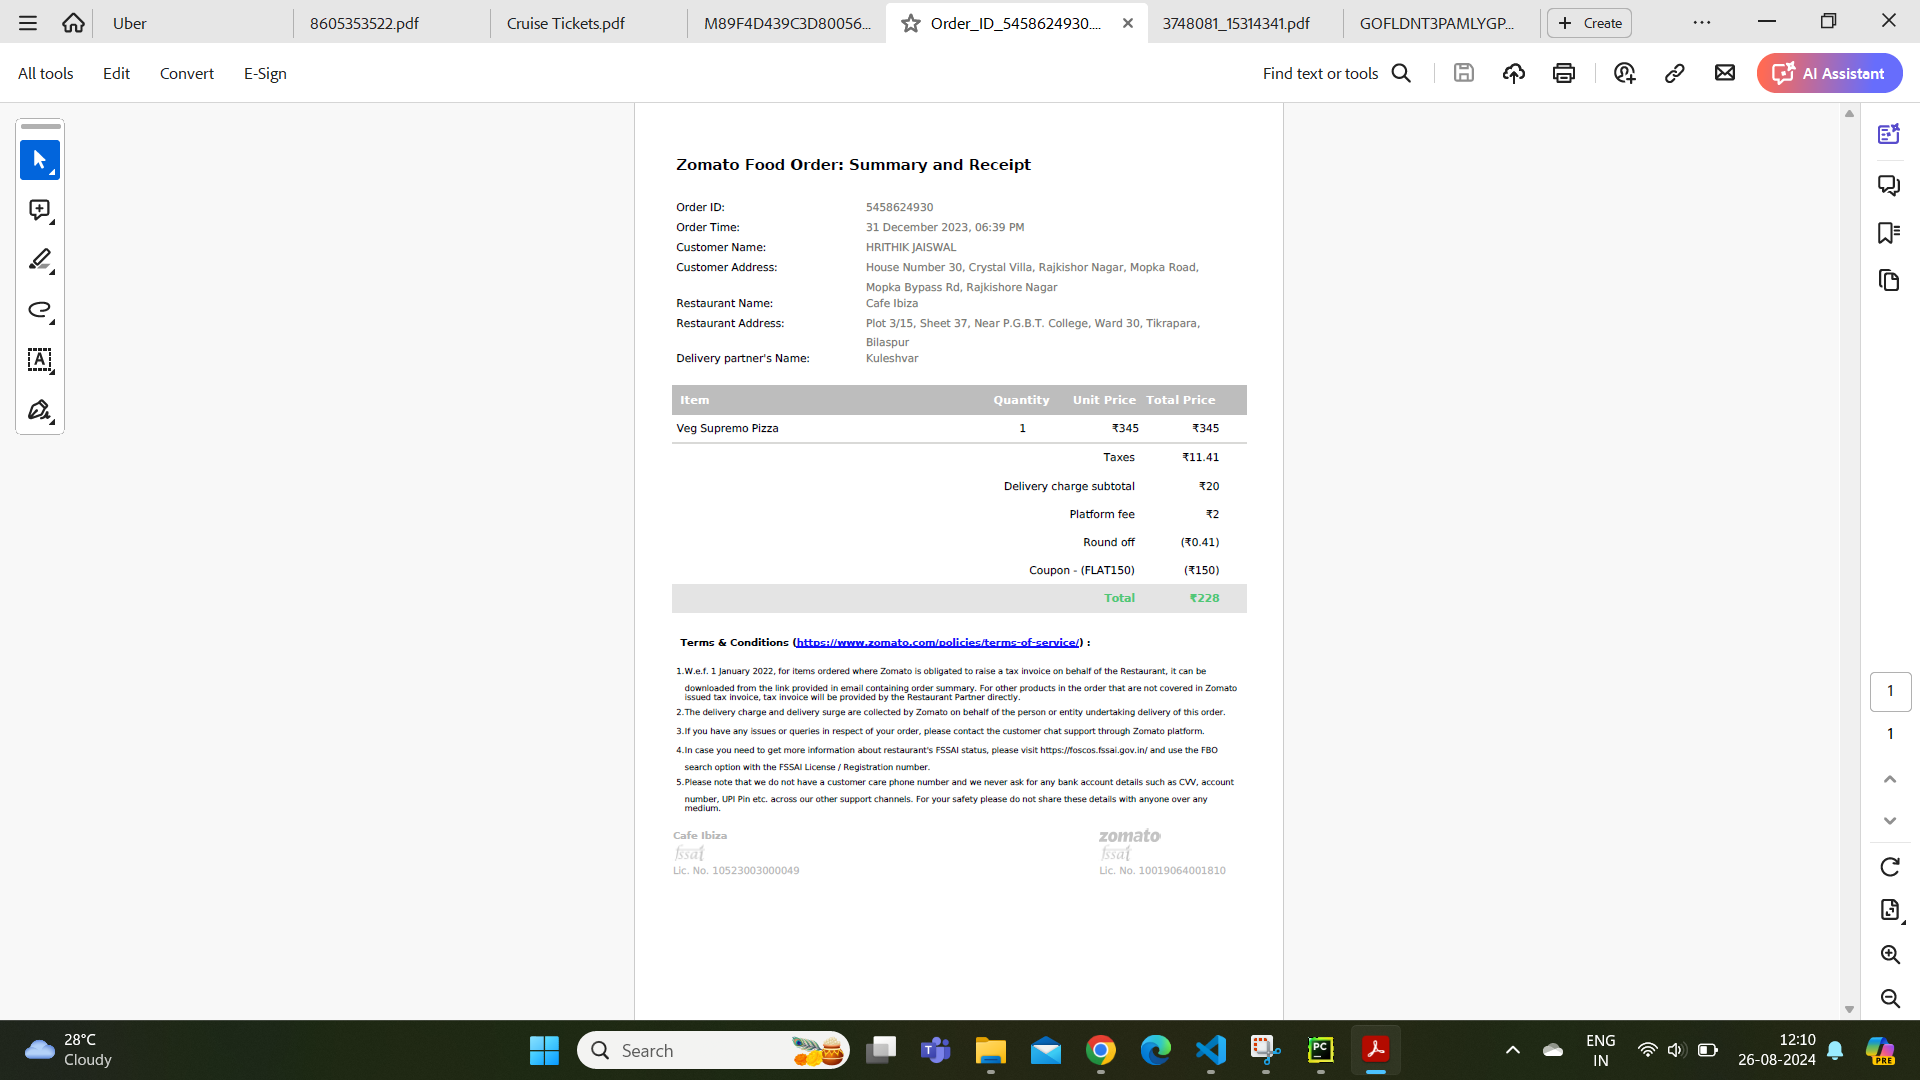 Uber
8605353522.pdf
Cruise Tickets.pdf
M89F4D439C3D80056...
Order_ID_5458624930....
3748081_15314341.pdf
GOFLDNT3PAMLYGP...
Create
All tools
Edit
Convert
E-Sign
Find text or tools
AI Assistant
Zomato Food Order: Summary and Receipt
Order ID: 5458624930
Order Time: 31 December 2023, 06:39 PM
Customer Name: HRITHIK JAISWAL
Customer Address: House Number 30, Crystal Villa, Rajkishor Nagar, Mopka Road,
Mopka Bypass Rd, Rajkishore Nagar
Restaurant Name: Cafe Ibiza
Restaurant Address: Plot 3/15, Sheet 37, Near P.G.B.T. College, Ward 30, Tikrapara,
Bilaspur
Delivery partner's Name: Kuleshvar
Item Quantity Unit Price Total Price
Veg Supremo Pizza 1 ₹345 ₹345
Taxes ₹11.41
Delivery charge subtotal ₹20
Platform fee ₹2
Round off (₹0.41)
Coupon - (FLAT150) (₹150)
Total ₹228
Terms & Conditions (https://www.zomato.com/policies/terms-of-service/) :
1.W.e.f. 1 January 2022, for items ordered where Zomato is obligated to raise a tax invoice on behalf of the Restaurant, it can be
downloaded from the link provided in email containing order summary. For other products in the order that are not covered in Zomato
issued tax invoice, tax invoice will be provided by the Restaurant Partner directly.
2.The delivery charge and delivery surge are collected by Zomato on behalf of the person or entity undertaking delivery of this order.
3.If you have any issues or queries in respect of your order, please contact the customer chat support through Zomato platform.
4.In case you need to get more information about restaurant's FSSAI status, please visit https://foscos.fssai.gov.in/ and use the FBO
search option with the FSSAI License / Registration number.
5.Please note that we do not have a customer care phone number and we never ask for any bank account details such as CVV, account
number, UPI Pin etc. across our other support channels. For your safety please do not share these details with anyone over any
medium.
Cafe Ibiza zomato
fssai fssai
Lic. No. 10523003000049 Lic. No. 10019064001810
1
1
28°C
Cloudy
Search
PC
ENG
IN
12:10
26-08-2024
PRE